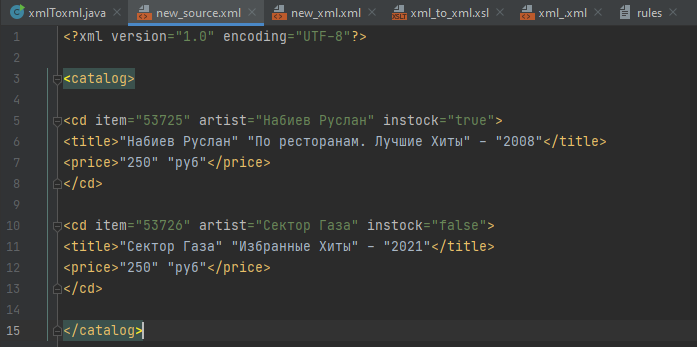 xmlToxml.java new_source.xml new_xml.xml xml_to_xml.xsl xml_.xml rules
1 <?xml version="1.0" encoding="UTF-8"?>
2
3 <catalog>
4
5 <cd item="53725" artist="Набиев Руслан" instock="true">
6 <title>"Набиев Руслан" "По ресторанам. Лучшие Хиты" - "2008"</title>
7 <price>"250" "руб"</price>
8 </cd>
9
10 <cd item="53726" artist="Сектор Газа" instock="false">
11 <title>"Сектор Газа" "Избранные Хиты" - "2021"</title>
12 <price>"250" "руб"</price>
13 </cd>
14
15 </catalog>